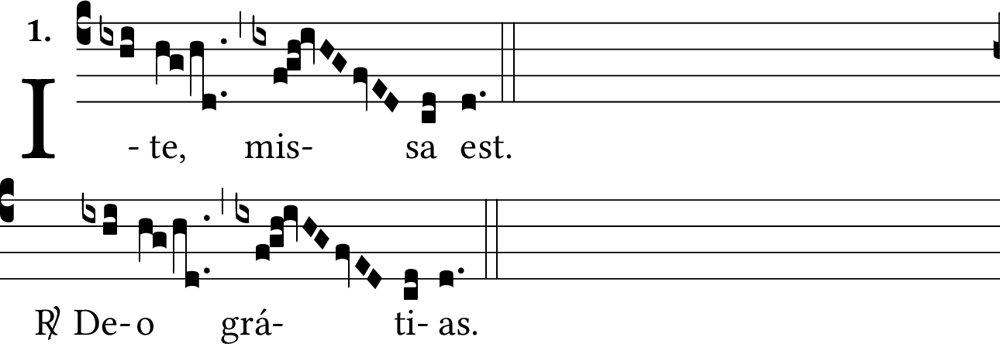 1.
I - te, mis- sa est.
℟ De- o grá- ti- as.